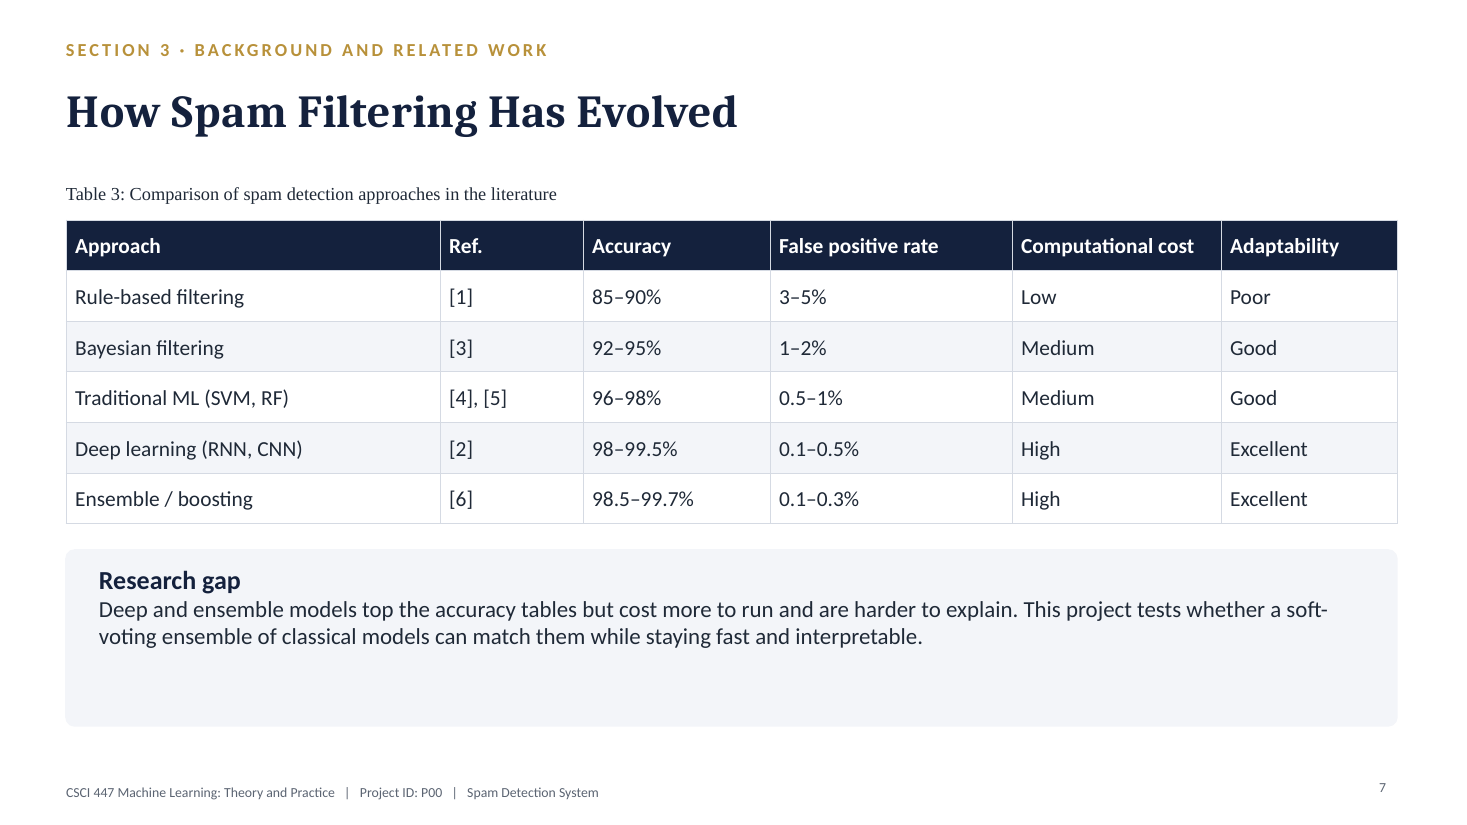 SECTION 3 · BACKGROUND AND RELATED WORK
How Spam Filtering Has Evolved
Table 3: Comparison of spam detection approaches in the literature
Approach Ref. Accuracy False positive rate Computational cost Adaptability
Rule-based filtering [1] 85–90% 3–5% Low Poor
Bayesian filtering [3] 92–95% 1–2% Medium Good
Traditional ML (SVM, RF) [4], [5] 96–98% 0.5–1% Medium Good
Deep learning (RNN, CNN) [2] 98–99.5% 0.1–0.5% High Excellent
Ensemble / boosting [6] 98.5–99.7% 0.1–0.3% High Excellent
Research gap
Deep and ensemble models top the accuracy tables but cost more to run and are harder to explain. This project tests whether a soft-
voting ensemble of classical models can match them while staying fast and interpretable.
CSCI 447 Machine Learning: Theory and Practice | Project ID: P00 | Spam Detection System
7